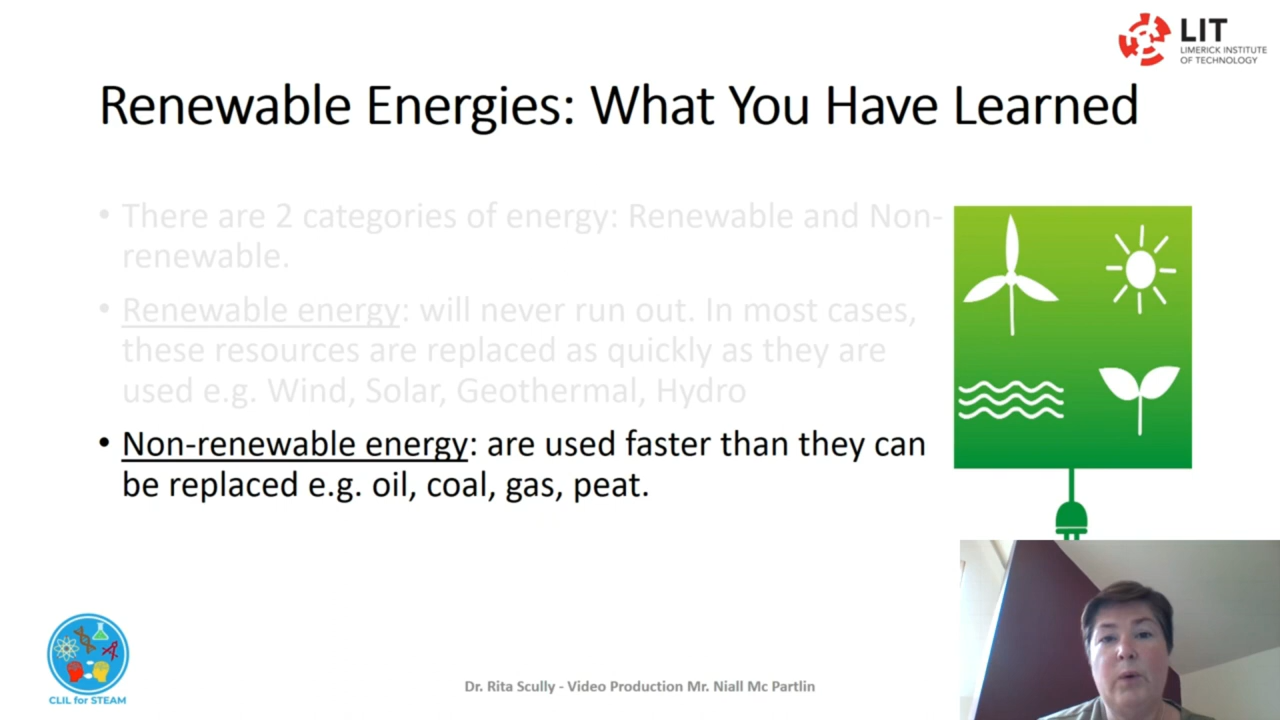 LIT
LIMERICK INSTITUTE
OF TECHNOLOGY
Renewable Energies: What You Have Learned
• There are 2 categories of energy: Renewable and Non-
renewable.
• Renewable energy: will never run out. In most cases,
these resources are replaced as quickly as they are
used e.g. Wind, Solar, Geothermal, Hydro
• Non-renewable energy: are used faster than they can
be replaced e.g. oil, coal, gas, peat.
CLIL for STEAM
Dr. Rita Scully - Video Production Mr. Niall Mc Partlin